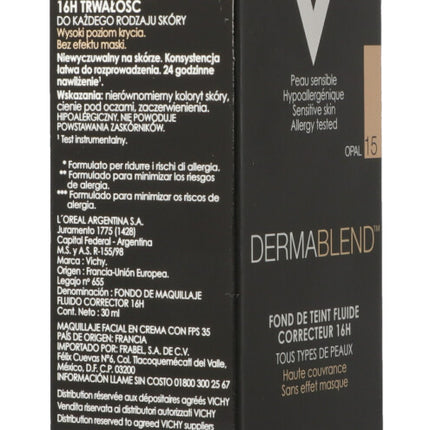 16H TRWAŁOŚĆ
DO KAŻDEGO RODZAJU SKÓRY
Wysoki poziom krycia.
Bez efektu maski.
Niewyczuwalny na skórze. Konsystencja
łatwa do rozprowadzenia. 24 godzinne
nawilżenie¹.
Wskazania: nierównomierny koloryt skóry,
cienie pod oczami, zaczerwienienia.
HIPOALERGICZNY. NIE POWODUJE
POWSTAWANIA ZASKÓRNIKÓW.
¹ Test instrumentalny.
* Formulato per ridurre i rischi di allergia.
** Formulado para minimizar los riesgos
de alergia.
*** Formulado para minimizar os riscos de
alergia.
L'OREAL ARGENTINA S.A.
Juramento 1775 (1428)
Capital Federal - Argentina
M.S. y A.S. R-155/98
Marca : Vichy.
Origen : Francia-Unión Europea.
Legajo nº 655
Denominación : FONDO DE MAQUILLAJE
FLUIDO CORRECTOR 16H
Cont. Neto : 30 ml
MAQUILLAJE FACIAL EN CREMA CON FPS 35
PAÍS DE ORIGEN: FRANCIA
IMPORTADO POR: FRABEL, S.A. DE C.V.
Félix Cuevas Nº6, Col. Tlacoquemécatl del Valle,
México, D.F. C.P. 03200
INFORMACIÓN LLAME SIN COSTO 01800 300 25 67
Distribution réservée aux dépositaires agréés VICHY
Vendita riservata ai distributori autorizzati VICHY
Distribution reserved to agreed VICHY suppliers
V
Peau sensible
Hypoallergénique
Sensitive skin
Allergy tested
OPAL 15
DERMABLEND™
FOND DE TEINT FLUIDE
CORRECTEUR 16H
TOUS TYPES DE PEAUX
Haute couvrance
Sans effet masque